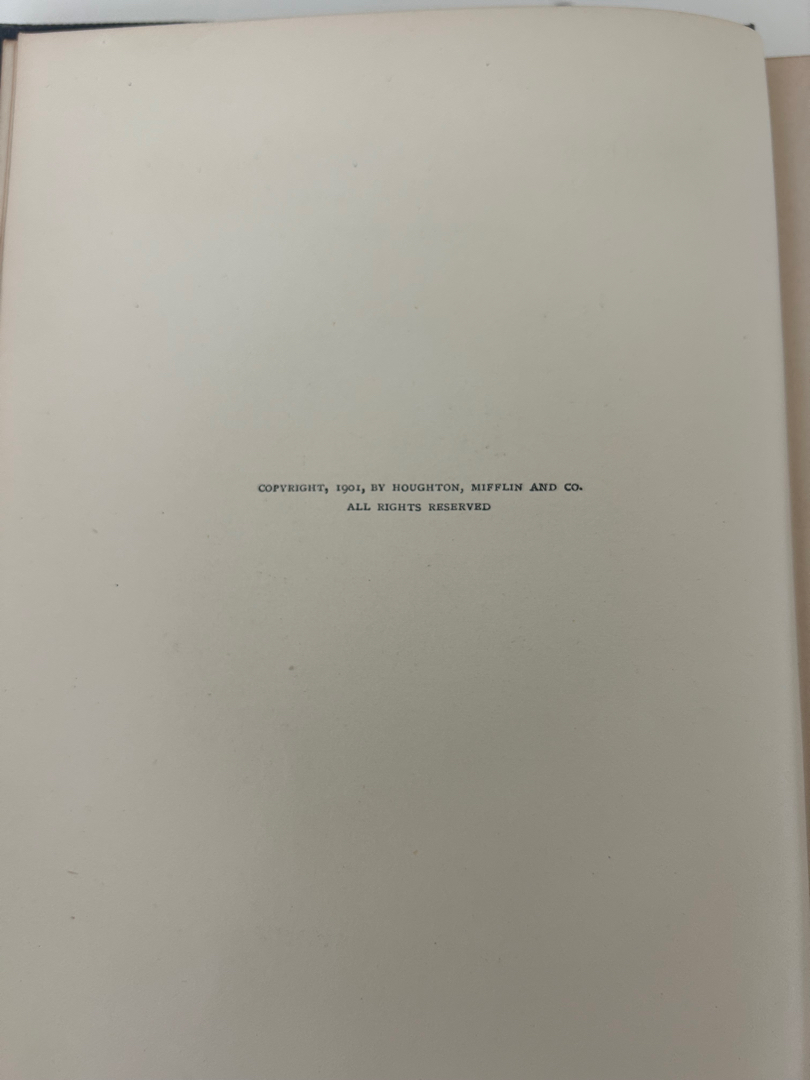 COPYRIGHT, 1901, BY HOUGHTON, MIFFLIN AND CO.
ALL RIGHTS RESERVED